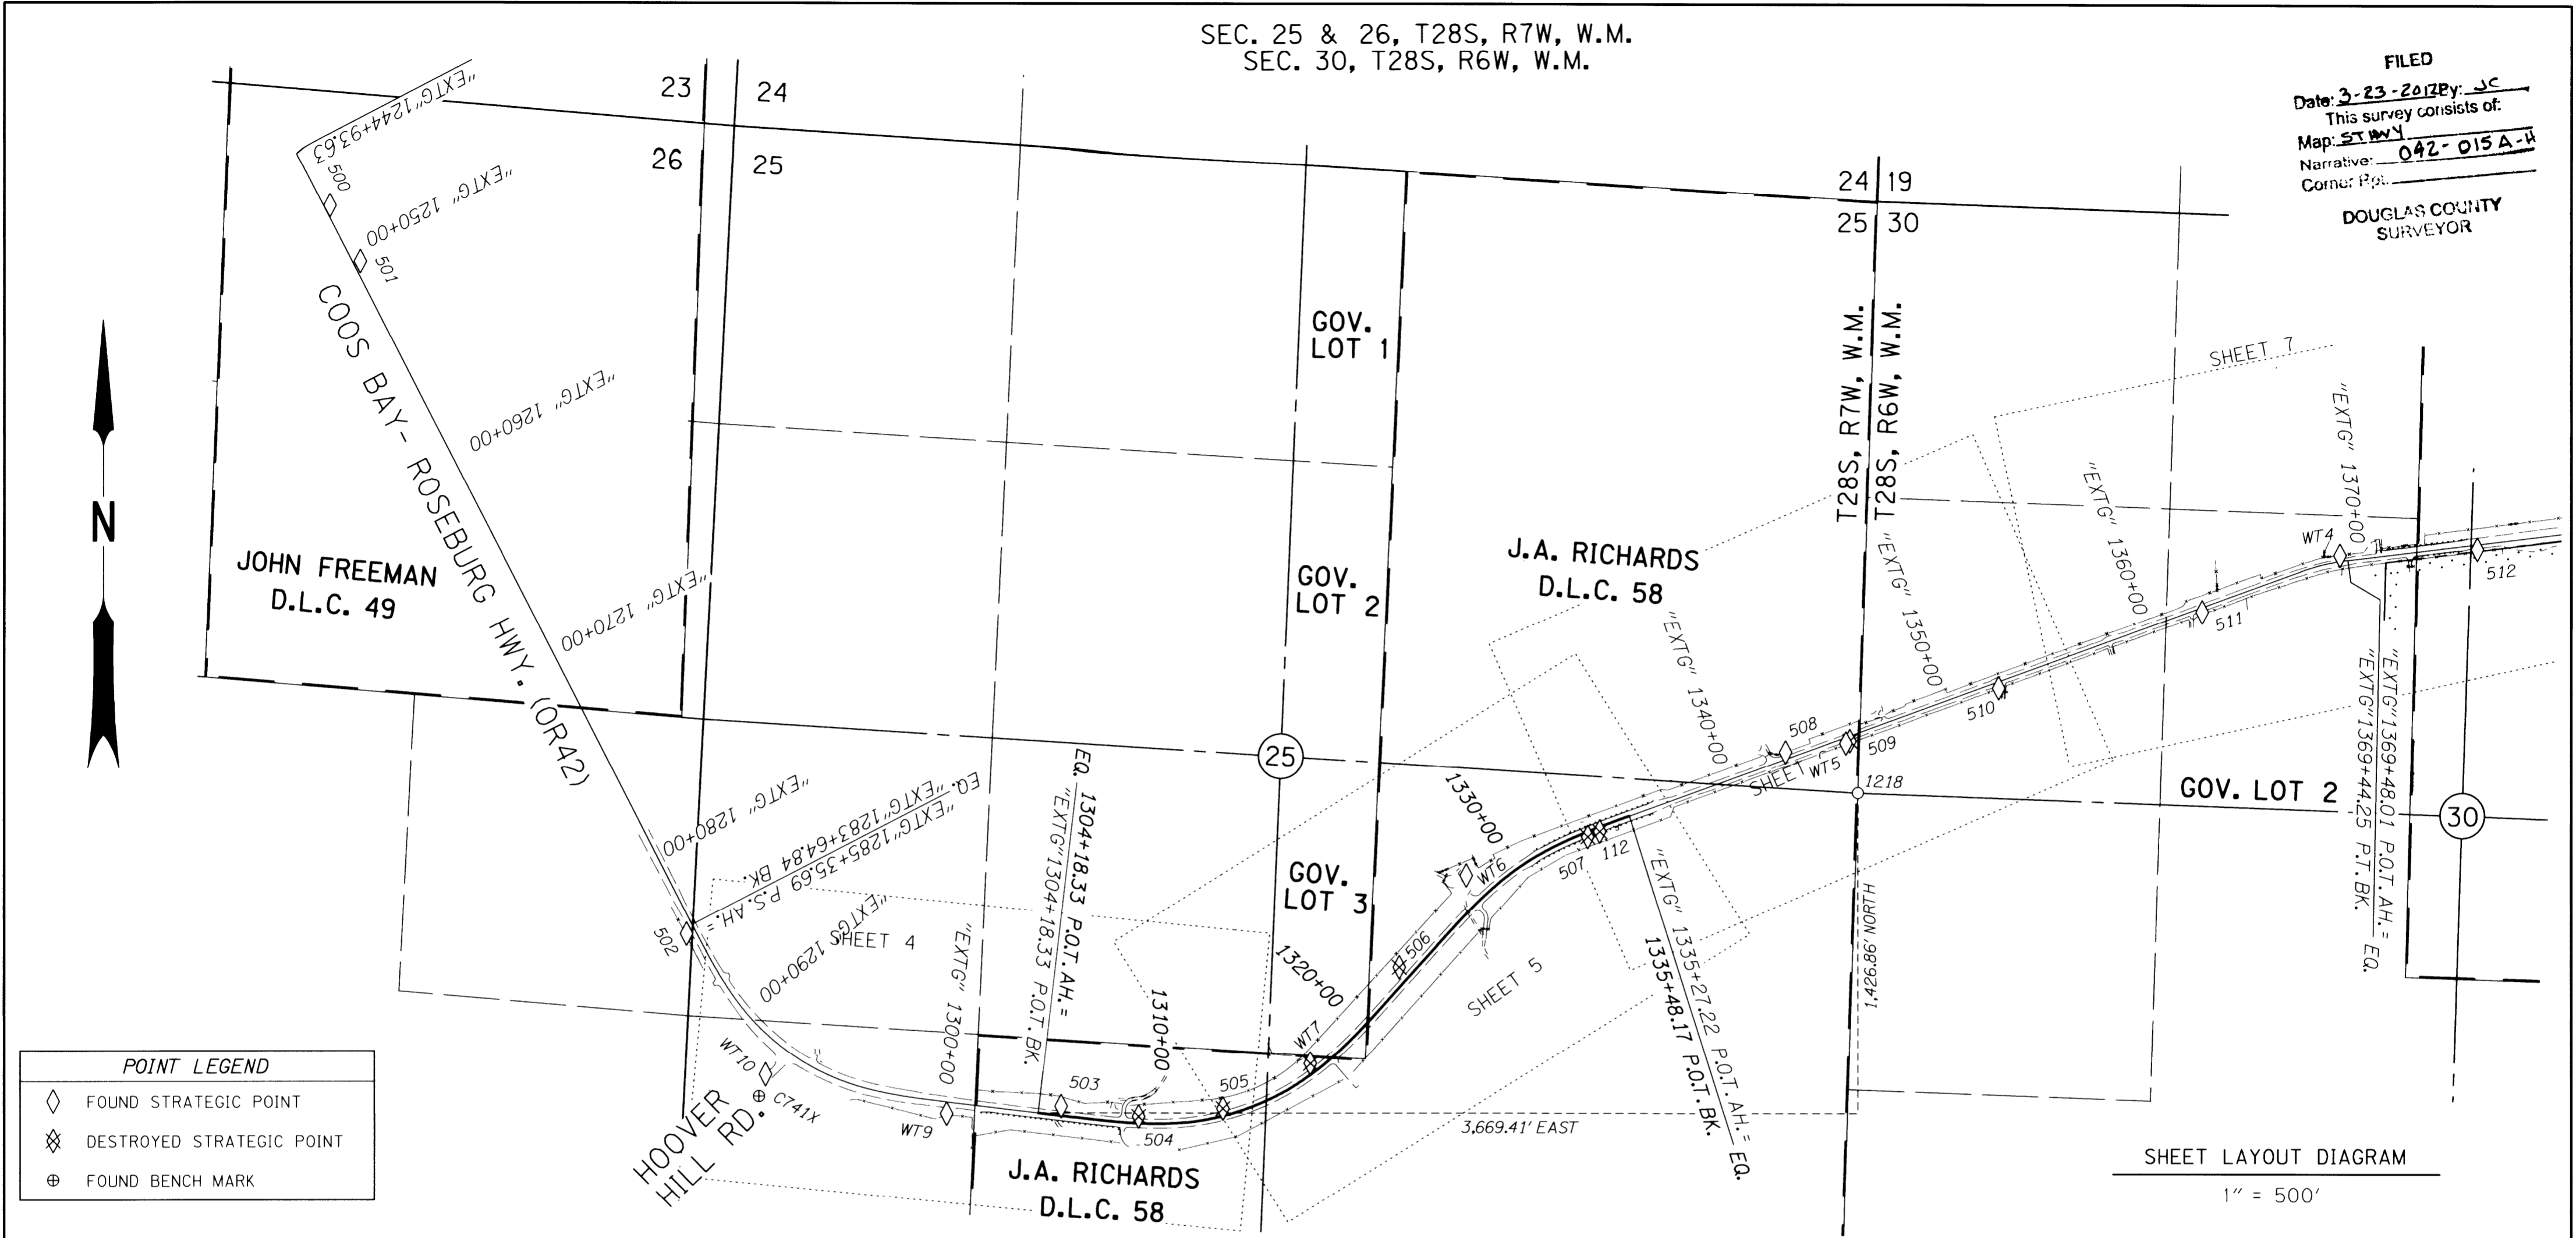 SEC. 25 & 26, T28S, R7W, W.M.
SEC. 30, T28S, R6W, W.M.
FILED
Date: 3-23-2012 By: JC
This survey consists of:
Map: ST HWY
Narrative: 042-015 A-H
Corner Rpt.
DOUGLAS COUNTY
SURVEYOR
23
24
26
25
24
19
25
30
"EXTG"1244+93.63
500
"EXTG" 1250+00
501
COOS BAY- ROSEBURG HWY. (OR42)
"EXTG" 1260+00
"EXTG" 1270+00
JOHN FREEMAN
D.L.C. 49
N
GOV.
LOT 1
GOV.
LOT 2
GOV.
LOT 3
T28S, R7W, W.M.
T28S, R6W, W.M.
SHEET 7
J.A. RICHARDS
D.L.C. 58
"EXTG" 1340+00
"EXTG" 1350+00
"EXTG" 1360+00
"EXTG" 1370+00
WT4
512
511
510
508
509
WT5
SHEET
1218
GOV. LOT 2
30
25
"EXTG"1369+48.01 P.O.T. AH.=
"EXTG"1369+44.25 P.T. BK. EQ.
"EXTG" 1280+00
EQ. "EXTG"1283+64.84 BK.
"EXTG"1285+35.69 P.S. AH. =
502
"EXTG" 1290+00
SHEET 4
"EXTG" 1300+00
EQ. 1304+18.33 P.O.T. AH. =
"EXTG"1304+18.33 P.O.T. BK.
1310+00
1320+00
1330+00
WT6
507
112
506
SHEET 5
"EXTG" 1335+27.22 P.O.T. AH.=
1335+48.17 P.O.T. BK. EQ.
1,426.86' NORTH
3,669.41' EAST
WT7
505
503
504
WT9
WT10
C741X
HOOVER
HILL RD.
J.A. RICHARDS
D.L.C. 58
POINT LEGEND
FOUND STRATEGIC POINT
DESTROYED STRATEGIC POINT
FOUND BENCH MARK
SHEET LAYOUT DIAGRAM
1" = 500'